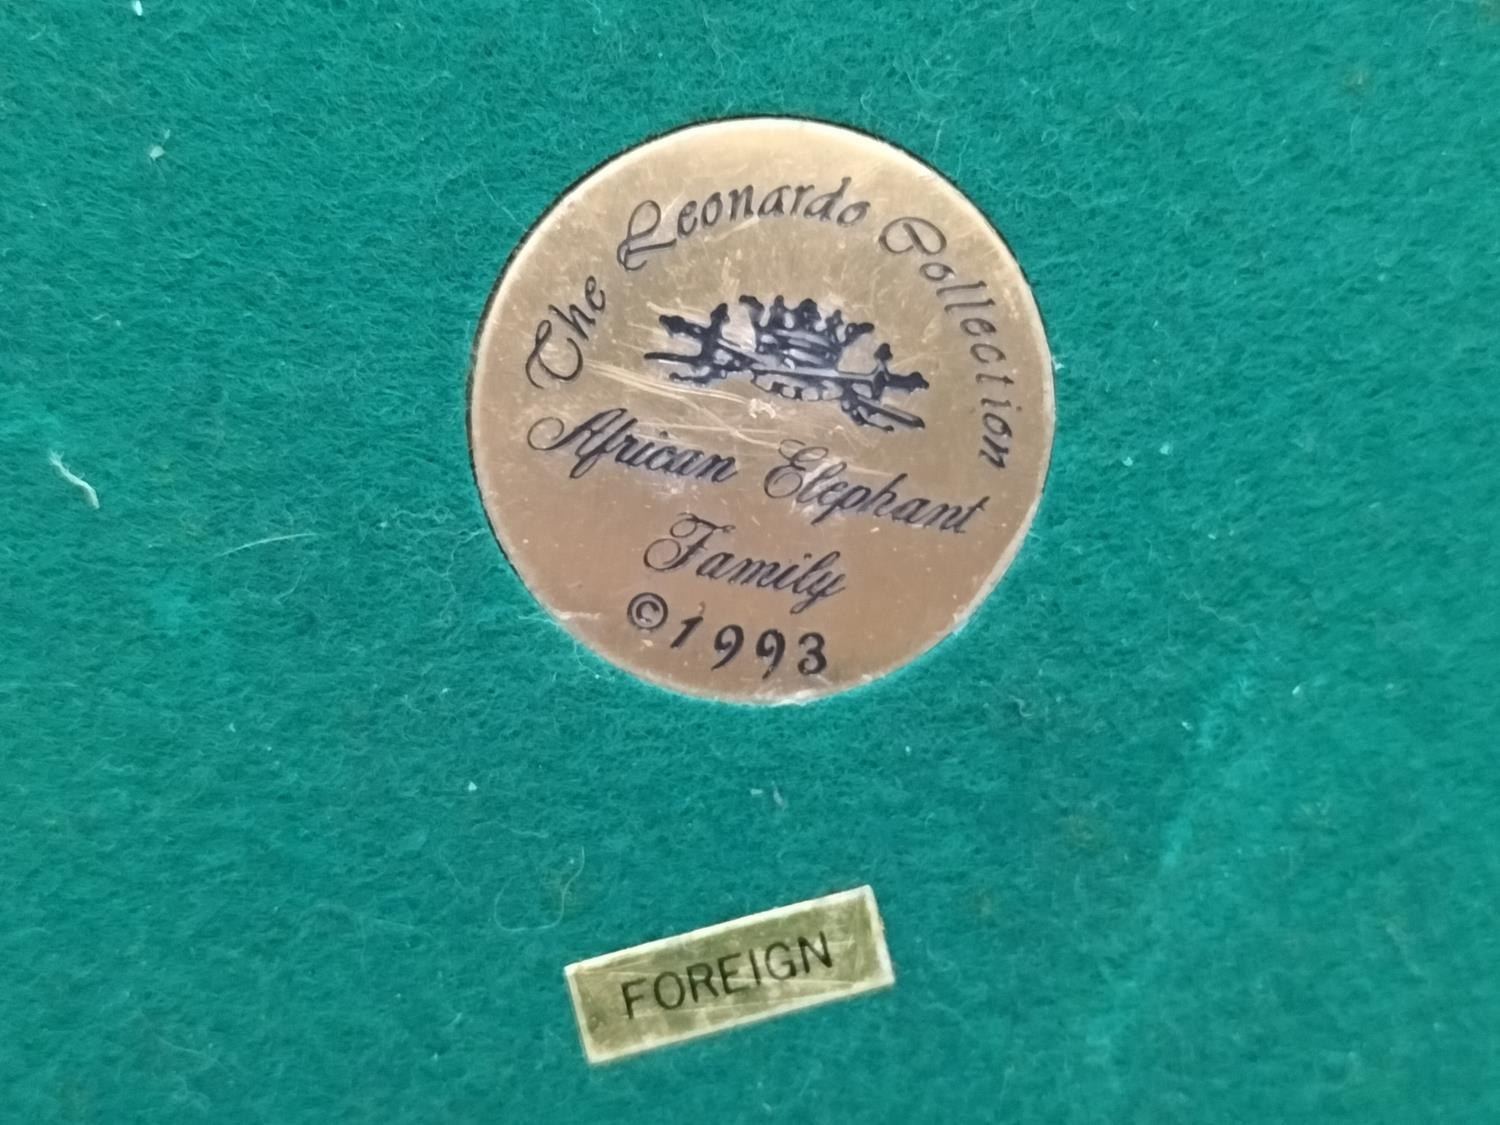 The Leonardo Collection
African Elephant
Family
©1993
FOREIGN